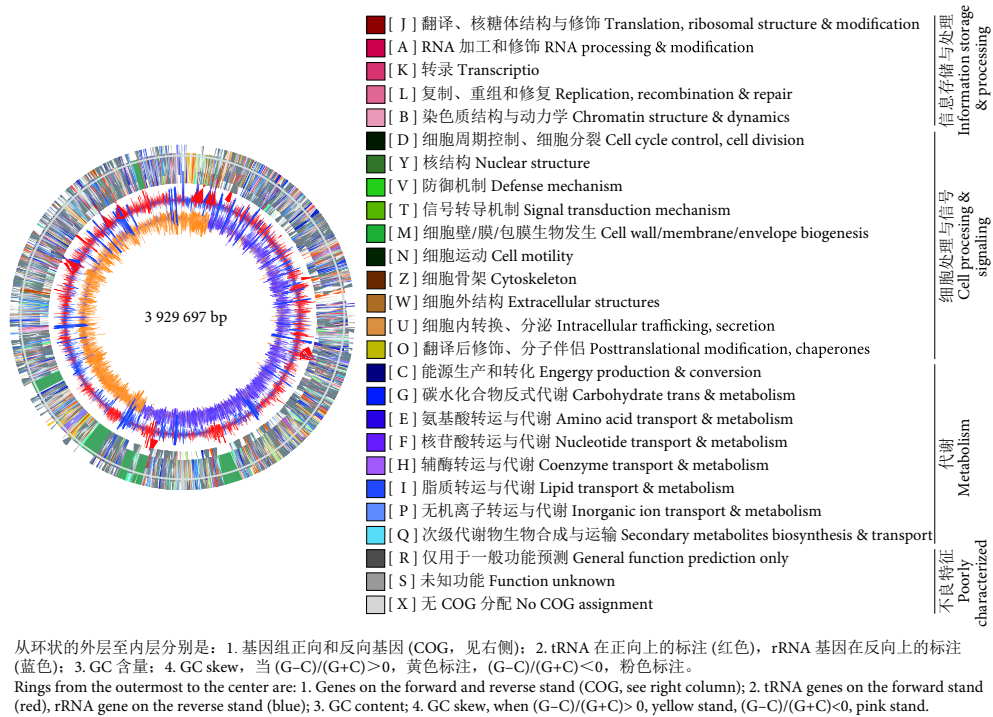 [ J ] 翻译、核糖体结构与修饰 Translation, ribosomal structure & modification
[ A ] RNA 加工和修饰 RNA processing & modification
[ K ] 转录 Transcriptio
[ L ] 复制、重组和修复 Replication, recombination & repair
[ B ] 染色质结构与动力学 Chromatin structure & dynamics
信息存储与处理
Information storage
& processing
[ D ] 细胞周期控制、细胞分裂 Cell cycle control, cell division
[ Y ] 核结构 Nuclear structure
[ V ] 防御机制 Defense mechanism
[ T ] 信号转导机制 Signal transduction mechanism
[ M ] 细胞壁/膜/包膜生物发生 Cell wall/membrane/envelope biogenesis
[ N ] 细胞运动 Cell motility
[ Z ] 细胞骨架 Cytoskeleton
[ W ] 细胞外结构 Extracellular structures
[ U ] 细胞内转换、分泌 Intracellular trafficking, secretion
[ O ] 翻译后修饰、分子伴侣 Posttranslational modification, chaperones
细胞处理与信号
Cell procesing &
signaling
3 929 697 bp
[ C ] 能源生产和转化 Engergy production & conversion
[ G ] 碳水化合物反式代谢 Carbohydrate trans & metabolism
[ E ] 氨基酸转运与代谢 Amino acid transport & metabolism
[ F ] 核苷酸转运与代谢 Nucleotide transport & metabolism
[ H ] 辅酶转运与代谢 Coenzyme transport & metabolism
[ I ] 脂质转运与代谢 Lipid transport & metabolism
[ P ] 无机离子转运与代谢 Inorganic ion transport & metabolism
[ Q ] 次级代谢物生物合成与运输 Secondary metabolites biosynthesis & transport
代谢
Metabolism
[ R ] 仅用于一般功能预测 General function prediction only
[ S ] 未知功能 Function unknown
[ X ] 无 COG 分配 No COG assignment
不良特征
Poorly
characterized
从环状的外层至内层分别是：1. 基因组正向和反向基因 (COG，见右侧)；2. tRNA 在正向上的标注 (红色)，rRNA 基因在反向上的标注
(蓝色)；3. GC 含量；4. GC skew，当 (G–C)/(G+C)＞0，黄色标注，(G–C)/(G+C)＜0，粉色标注。
Rings from the outermost to the center are: 1. Genes on the forward and reverse stand (COG, see right column); 2. tRNA genes on the forward stand
(red), rRNA gene on the reverse stand (blue); 3. GC content; 4. GC skew, when (G–C)/(G+C)> 0, yellow stand, (G–C)/(G+C)<0, pink stand.